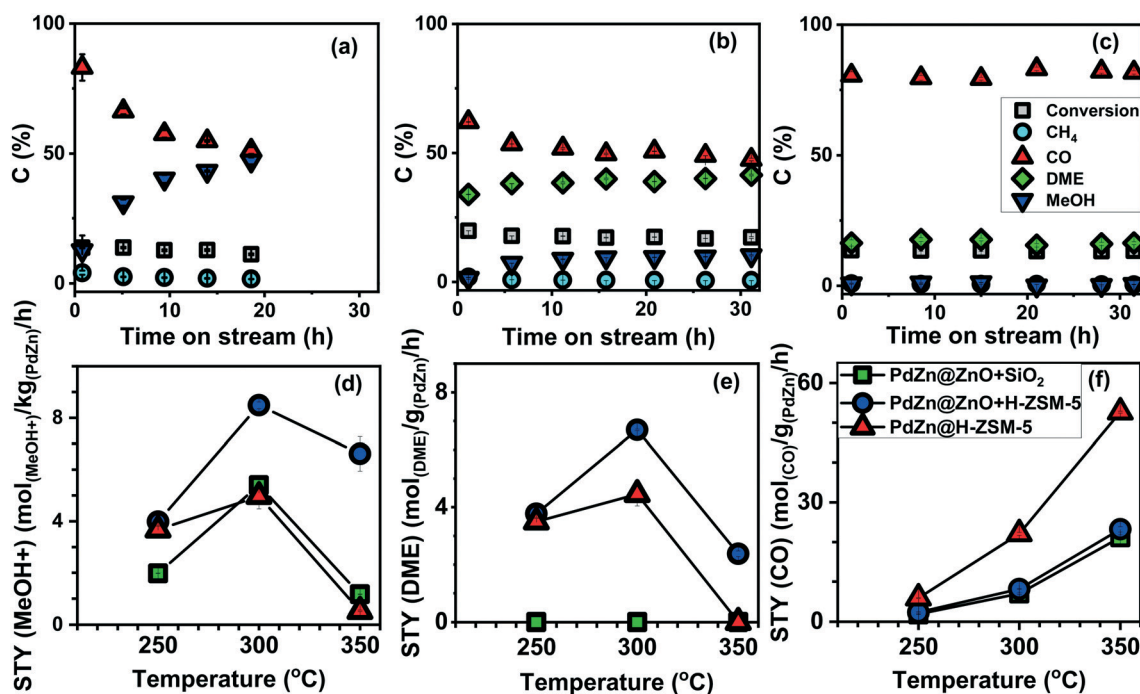 (a)
C (%)
100
50
0
0 10 20 30
Time on stream (h)
(b)
C (%)
100
50
0
0 10 20 30
Time on stream (h)
(c)
C (%)
100
50
0
0 10 20 30
Time on stream (h)
Conversion
CH₄
CO
DME
MeOH
(d)
STY (MeOH+) (mol(MeOH+)/kg(PdZn)/h)
8
4
0
250 300 350
Temperature (°C)
(e)
STY (DME) (mol(DME)/g(PdZn)/h)
8
4
0
250 300 350
Temperature (°C)
(f)
STY (CO) (mol(CO)/g(PdZn)/h)
60
30
0
250 300 350
Temperature (°C)
PdZn@ZnO+SiO₂
PdZn@ZnO+H-ZSM-5
PdZn@H-ZSM-5